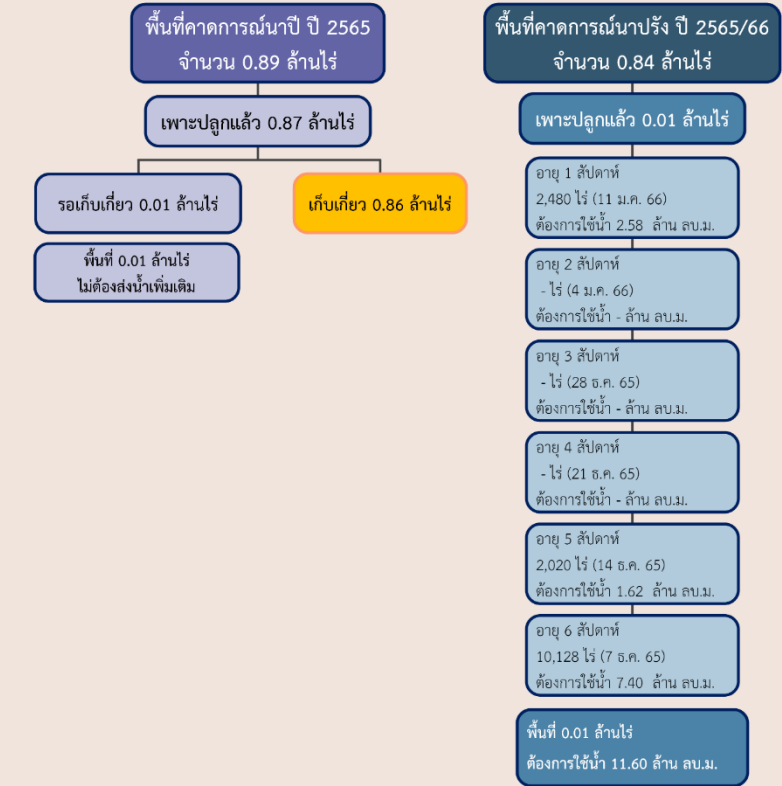 พื้นที่คาดการณ์นาปี ปี 2565
จำนวน 0.89 ล้านไร่
เพาะปลูกแล้ว 0.87 ล้านไร่
รอเก็บเกี่ยว 0.01 ล้านไร่
เก็บเกี่ยว 0.86 ล้านไร่
พื้นที่ 0.01 ล้านไร่
ไม่ต้องส่งน้ำเพิ่มเติม
พื้นที่คาดการณ์นาปรัง ปี 2565/66
จำนวน 0.84 ล้านไร่
เพาะปลูกแล้ว 0.01 ล้านไร่
อายุ 1 สัปดาห์
2,480 ไร่ (11 ม.ค. 66)
ต้องการใช้น้ำ 2.58 ล้าน ลบ.ม.
อายุ 2 สัปดาห์
- ไร่ (4 ม.ค. 66)
ต้องการใช้น้ำ - ล้าน ลบ.ม.
อายุ 3 สัปดาห์
- ไร่ (28 ธ.ค. 65)
ต้องการใช้น้ำ - ล้าน ลบ.ม.
อายุ 4 สัปดาห์
- ไร่ (21 ธ.ค. 65)
ต้องการใช้น้ำ - ล้าน ลบ.ม.
อายุ 5 สัปดาห์
2,020 ไร่ (14 ธ.ค. 65)
ต้องการใช้น้ำ 1.62 ล้าน ลบ.ม.
อายุ 6 สัปดาห์
10,128 ไร่ (7 ธ.ค. 65)
ต้องการใช้น้ำ 7.40 ล้าน ลบ.ม.
พื้นที่ 0.01 ล้านไร่
ต้องการใช้น้ำ 11.60 ล้าน ลบ.ม.